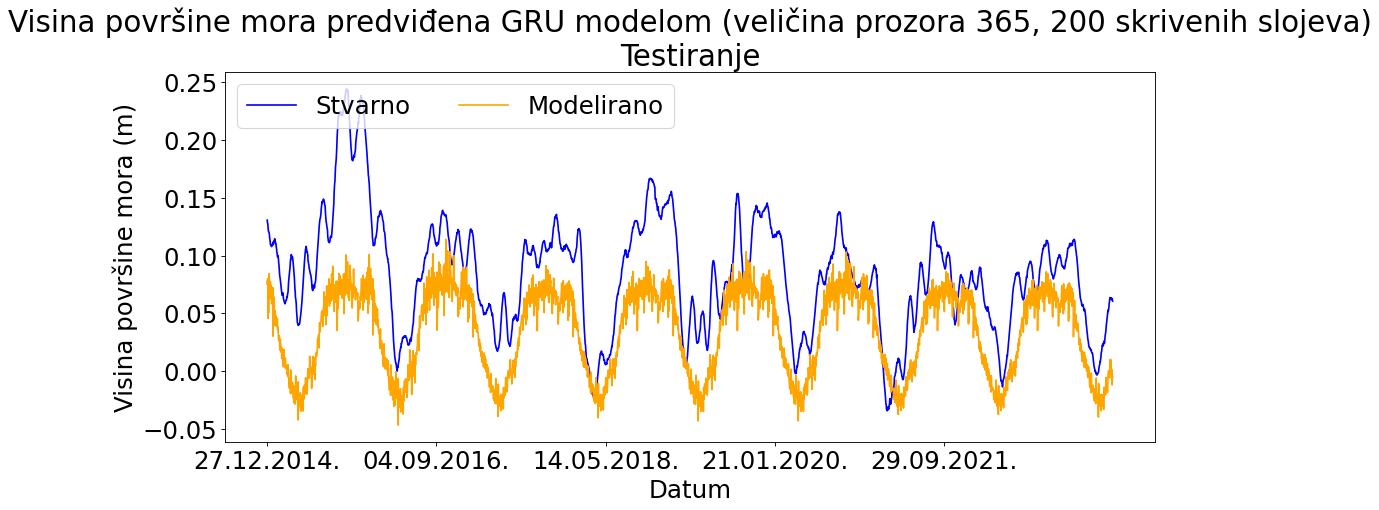 Visina površine mora predviđena GRU modelom (veličina prozora 365, 200 skrivenih slojeva)
Testiranje
Stvarno
Modelirano
Visina površine mora (m)
0.25
0.20
0.15
0.10
0.05
0.00
−0.05
27.12.2014.
04.09.2016.
14.05.2018.
21.01.2020.
29.09.2021.
Datum